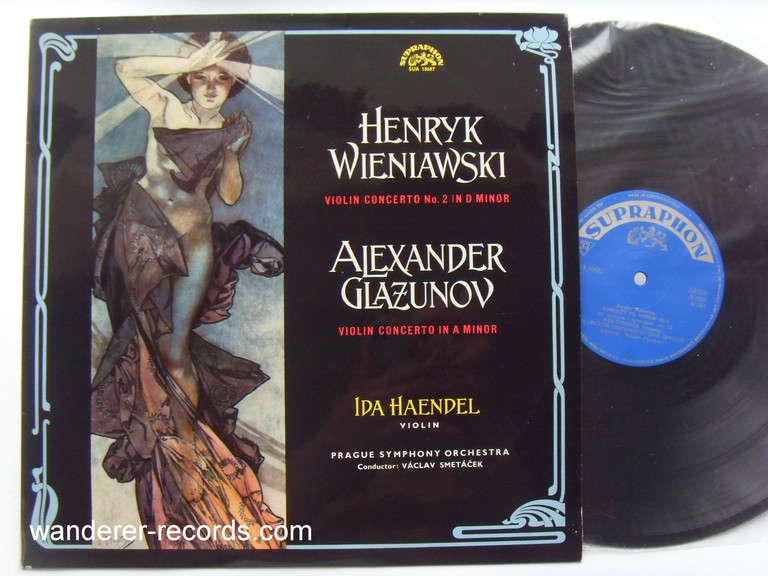 SUPRAPHON
SUA 10687
HENRYK
WIENIAWSKI
VIOLIN CONCERTO No. 2 IN D MINOR
ALEXANDER
GLAZUNOV
VIOLIN CONCERTO IN A MINOR
IDA HAENDEL
VIOLIN
PRAGUE SYMPHONY ORCHESTRA
Conductor: VÁCLAV SMETÁČEK
SUPRAPHON
33
wanderer-records.com